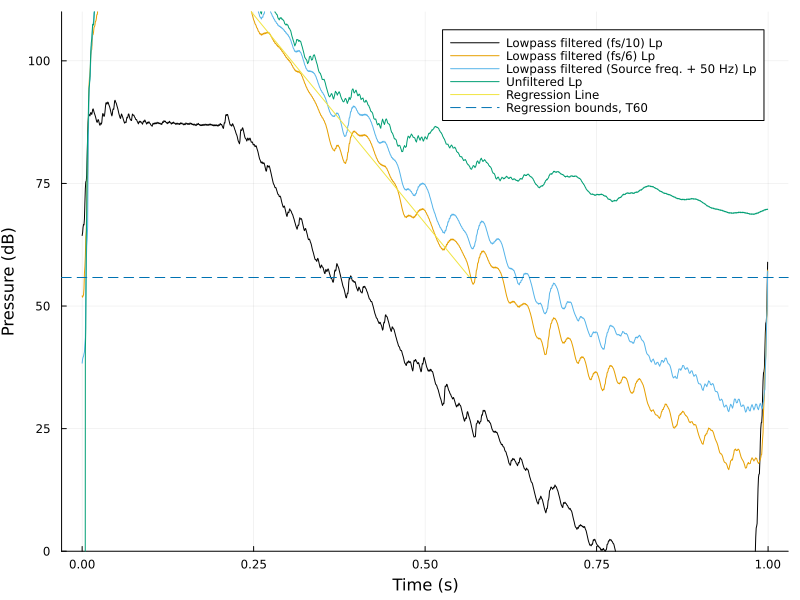 Pressure (dB)
100
75
50
25
0
Lowpass filtered (fs/10) Lp
Lowpass filtered (fs/6) Lp
Lowpass filtered (Source freq. + 50 Hz) Lp
Unfiltered Lp
Regression Line
Regression bounds, T60
0.00
0.25
0.50
0.75
1.00
Time (s)